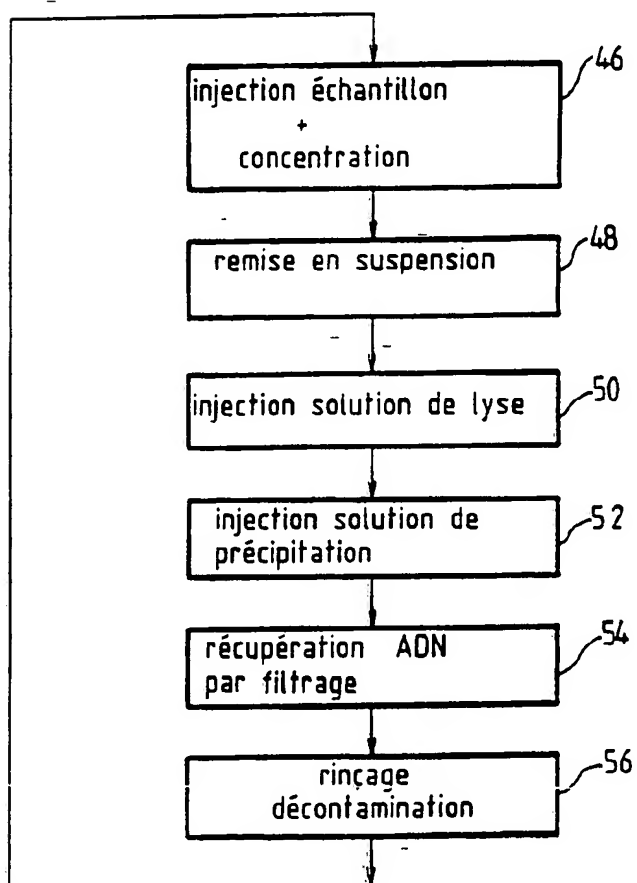 injection échantillon
+
concentration
46
remise en suspension
48
injection solution de lyse
50
injection solution de
précipitation
52
récupération ADN
par filtrage
54
rinçage
décontamination
56